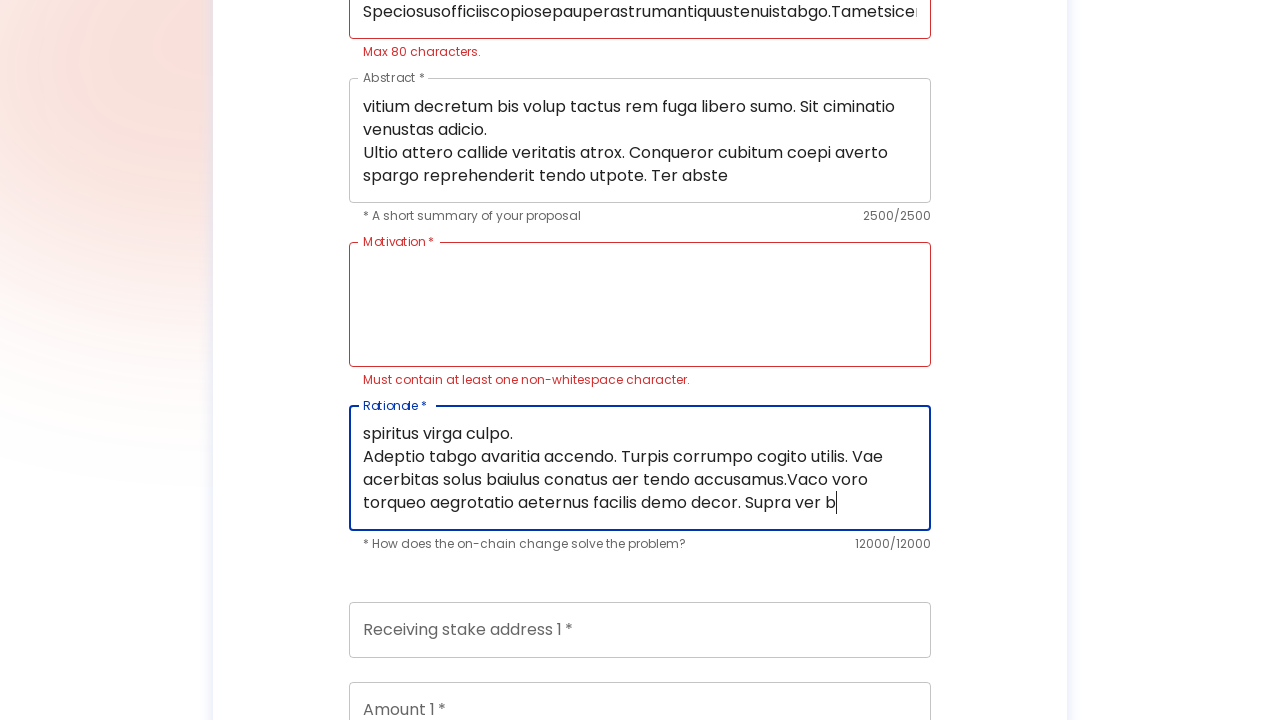 Speciosusofficiiscopiosepauperastrumantiquustenuistabgo.Tametsice
Max 80 characters.
Abstract *
vitium decretum bis volup tactus rem fuga libero sumo. Sit ciminatio
venustas adicio.
Ultio attero callide veritatis atrox. Conqueror cubitum coepi averto
spargo reprehenderit tendo utpote. Ter abste
* A short summary of your proposal
2500/2500
Motivation *
Must contain at least one non-whitespace character.
Rationale *
spiritus virga culpo.
Adeptio tabgo avaritia accendo. Turpis corrumpo cogito utilis. Vae
acerbitas solus baiulus conatus aer tendo accusamus.Vaco voro
torqueo aegrotatio aeternus facilis demo decor. Supra ver b
* How does the on-chain change solve the problem?
12000/12000
Receiving stake address 1 *
Amount 1 *